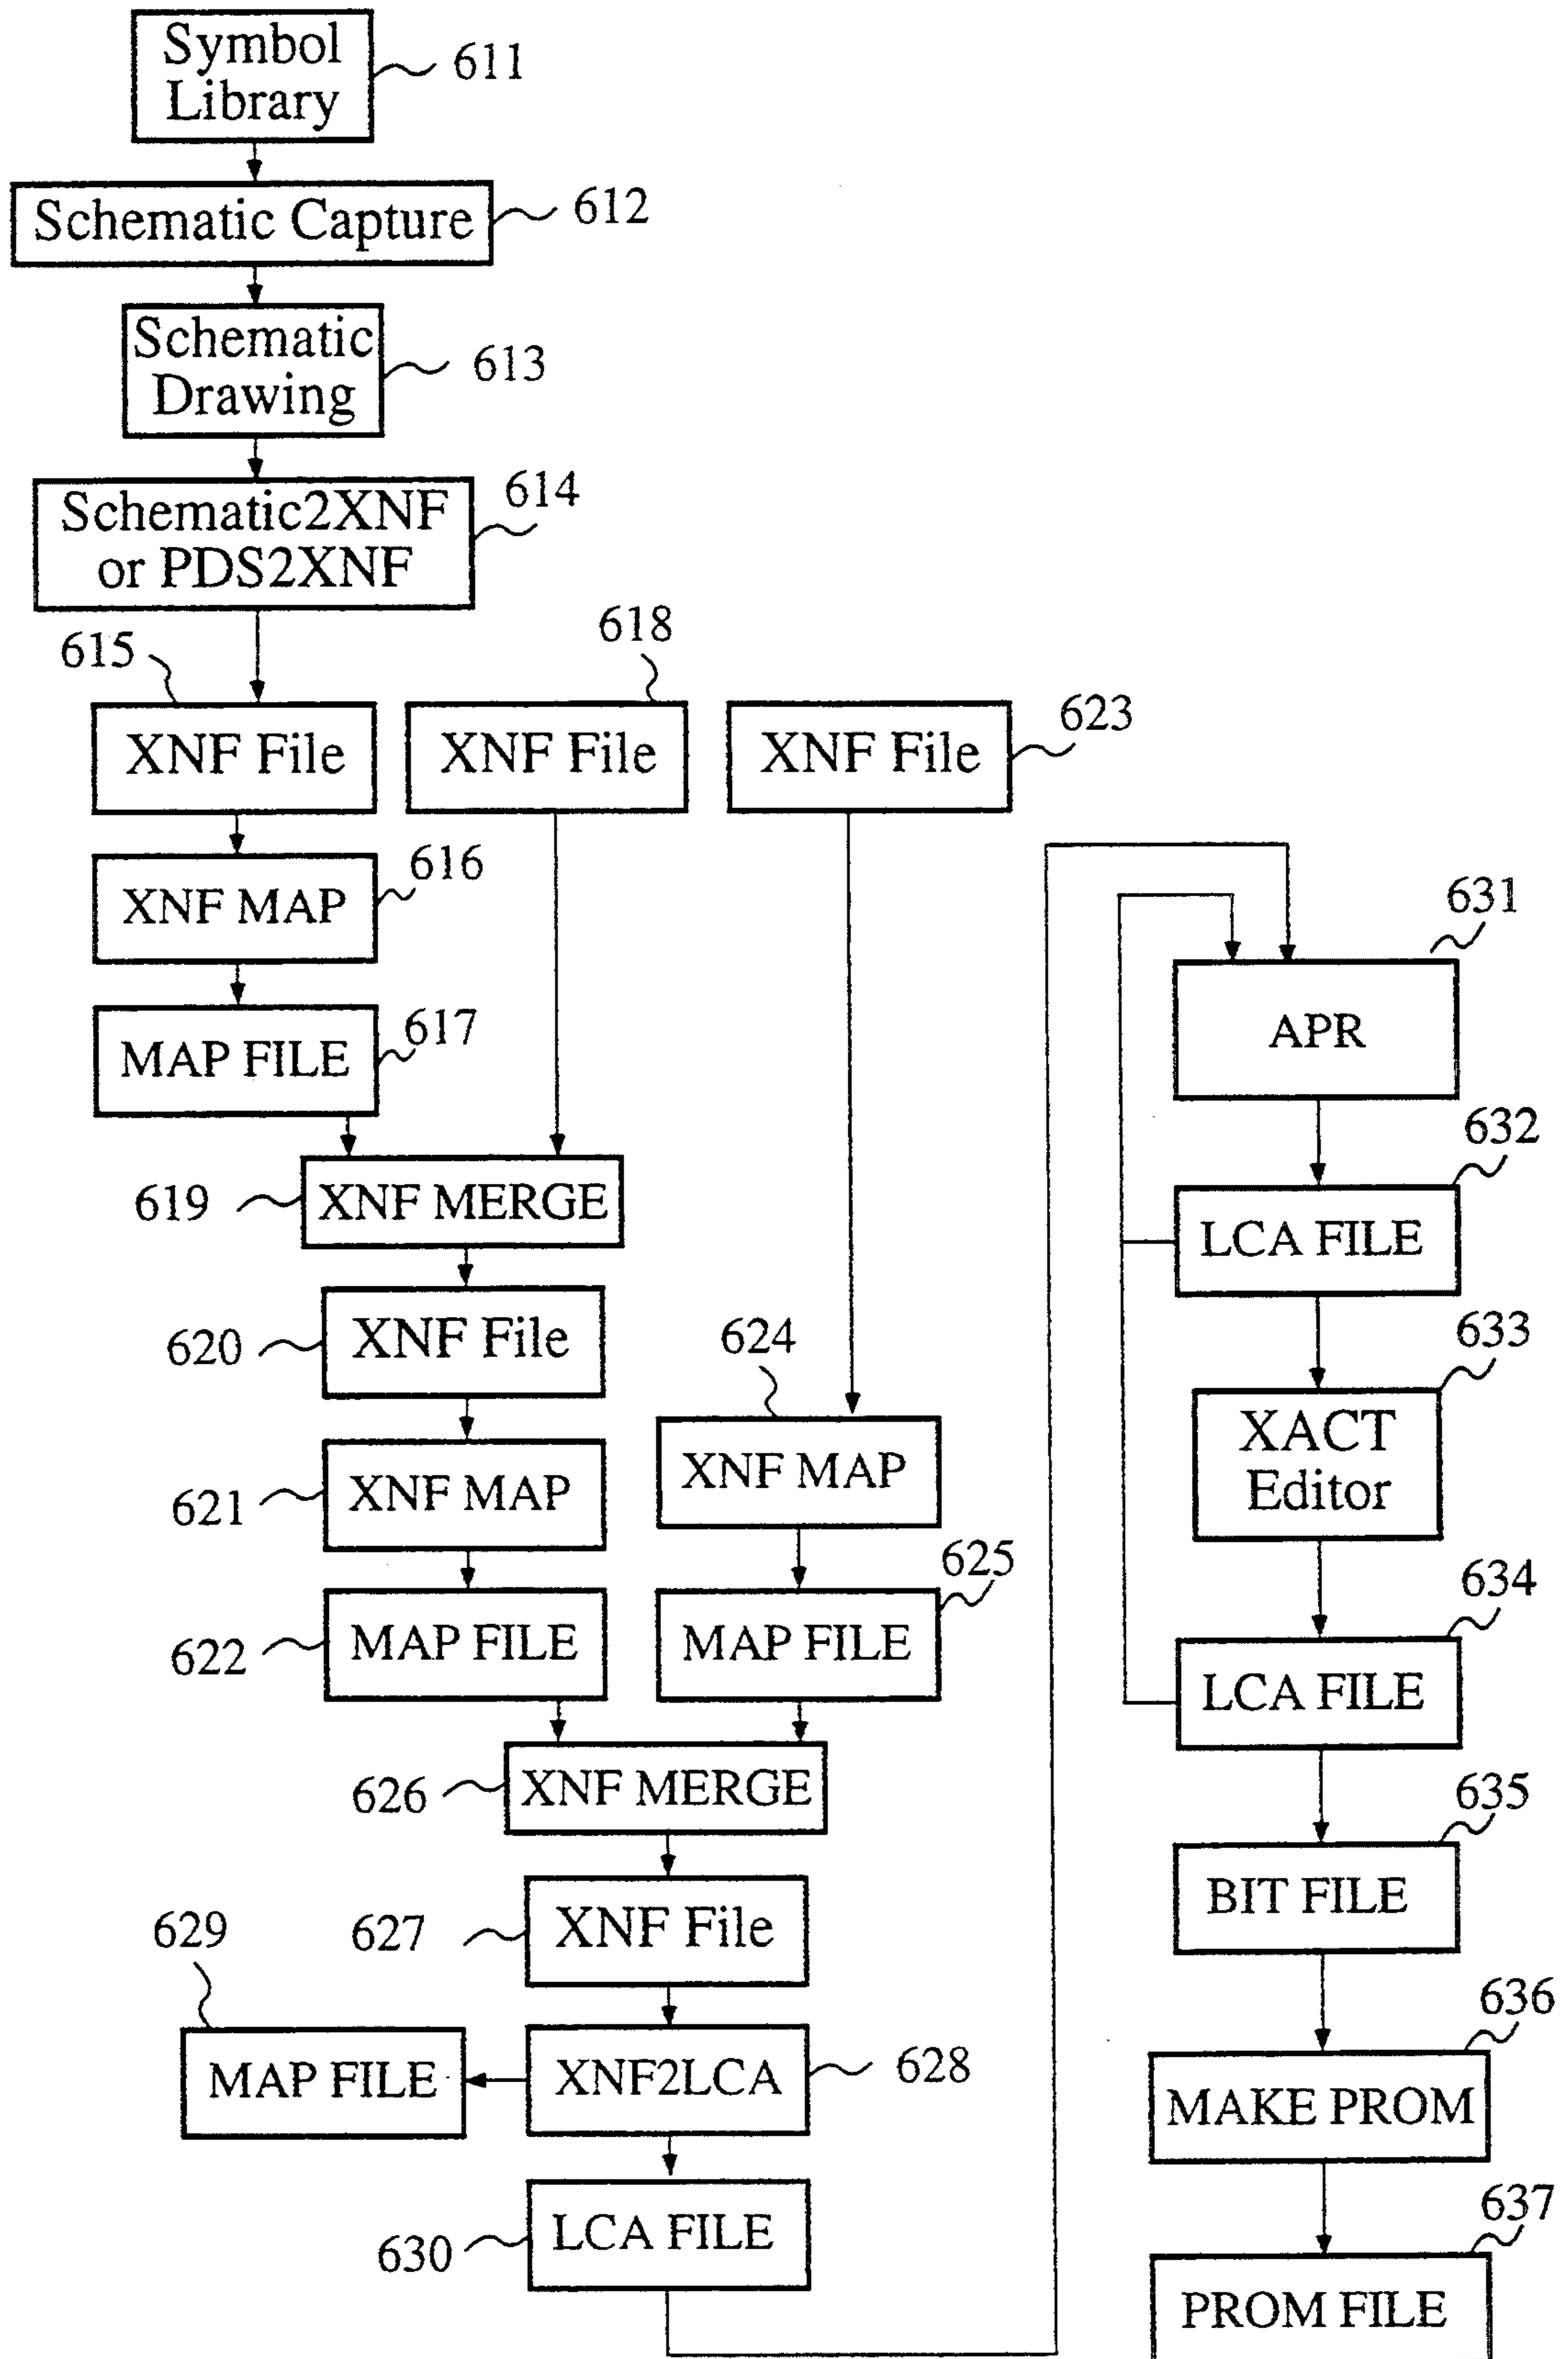 Symbol
Library
611
Schematic Capture
612
Schematic
Drawing
613
Schematic2XNF
or PDS2XNF
614
615
618
XNF File
XNF File
XNF File
623
XNF MAP
616
MAP FILE
617
619
XNF MERGE
620
XNF File
624
621
XNF MAP
XNF MAP
625
622
MAP FILE
MAP FILE
626
XNF MERGE
629
627
XNF File
MAP FILE
XNF2LCA
628
630
LCA FILE
631
APR
632
LCA FILE
633
XACT
Editor
634
LCA FILE
635
BIT FILE
636
MAKE PROM
637
PROM FILE